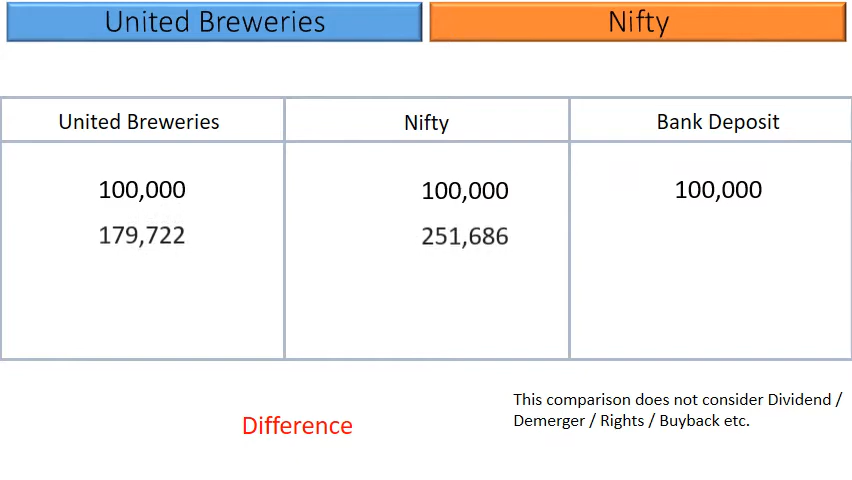 United Breweries
Nifty
United Breweries
Nifty
Bank Deposit
100,000
100,000
100,000
179,722
251,686
This comparison does not consider Dividend /
Demerger / Rights / Buyback etc.
Difference